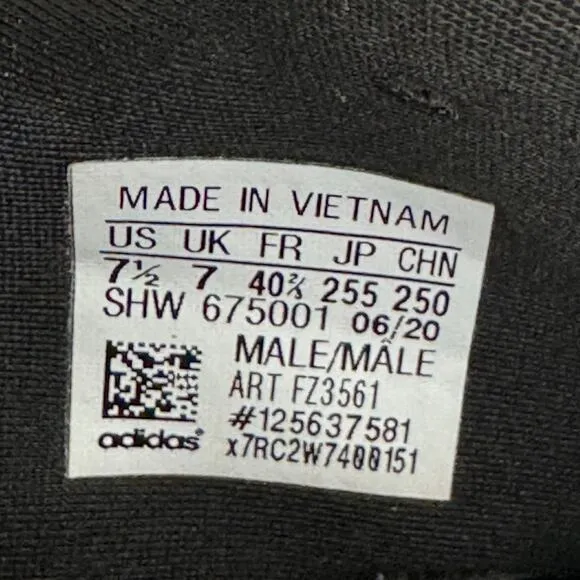 MADE IN VIETNAM
US UK FR JP CHN
7½ 7 40⅔ 255 250
SHW 675001 06/20
MALE/MÂLE
ART FZ3561
#125637581
adidas® x7RC2W7400151